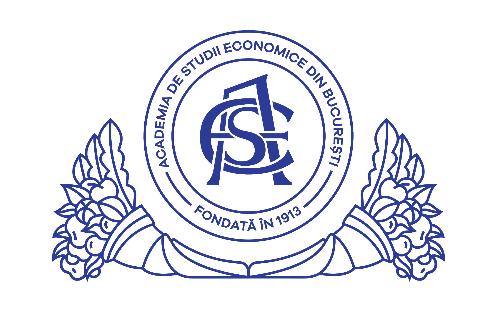 ACADEMIA DE STUDII ECONOMICE DIN BUCUREȘTI
ASE
FONDATĂ ÎN 1913